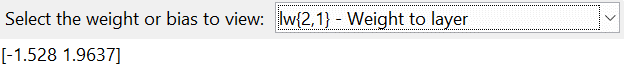 Select the weight or bias to view: lw{2,1} - Weight to layer
[-1.528 1.9637]